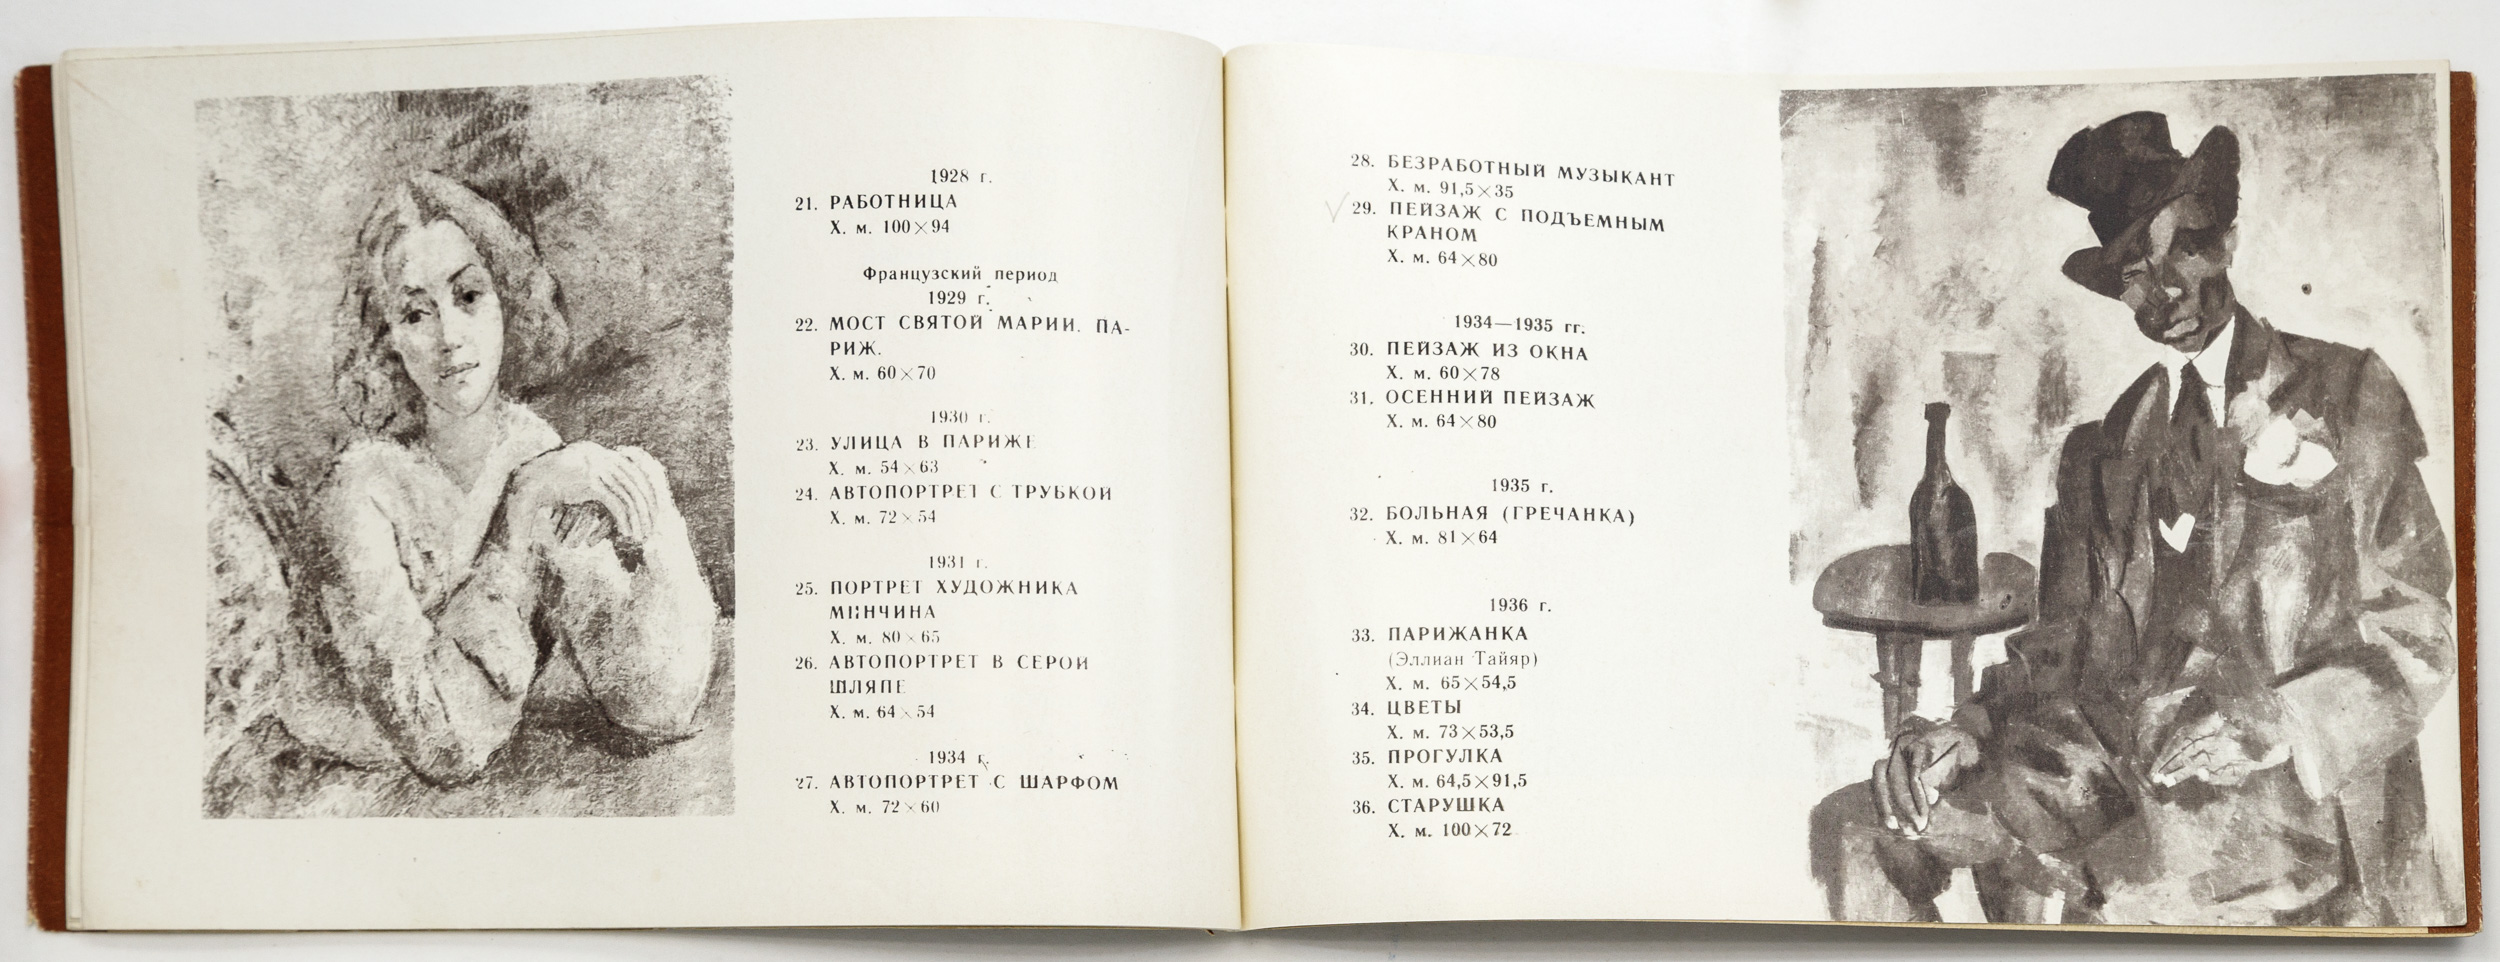 1928 г.
21. РАБОТНИЦА
Х. м. 100×94
Французский период
1929 г.
22. МОСТ СВЯТОЙ МАРИИ. ПА-
РИЖ.
Х. м. 60×70
1930 г.
23. УЛИЦА В ПАРИЖЕ
Х. м. 54×63
24. АВТОПОРТРЕТ С ТРУБКОЙ
Х. м. 72×54
1931 г.
25. ПОРТРЕТ ХУДОЖНИКА
МИНЧИНА
Х. м. 80×65
26. АВТОПОРТРЕТ В СЕРОЙ
ШЛЯПЕ
Х. м. 64×54
1934 г.
27. АВТОПОРТРЕТ С ШАРФОМ
Х. м. 72×60
28. БЕЗРАБОТНЫЙ МУЗЫКАНТ
Х. м. 91,5×35
29. ПЕЙЗАЖ С ПОДЪЕМНЫМ
КРАНОМ
Х. м. 64×80
1934—1935 гг.
30. ПЕЙЗАЖ ИЗ ОКНА
Х. м. 60×78
31. ОСЕННИЙ ПЕЙЗАЖ
Х. м. 64×80
1935 г.
32. БОЛЬНАЯ (ГРЕЧАНКА)
Х. м. 81×64
1936 г.
33. ПАРИЖАНКА
(Эллиан Тайяр)
Х. м. 65×54,5
34. ЦВЕТЫ
Х. м. 73×53,5
35. ПРОГУЛКА
Х. м. 64,5×91,5
36. СТАРУШКА
Х. м. 100×72